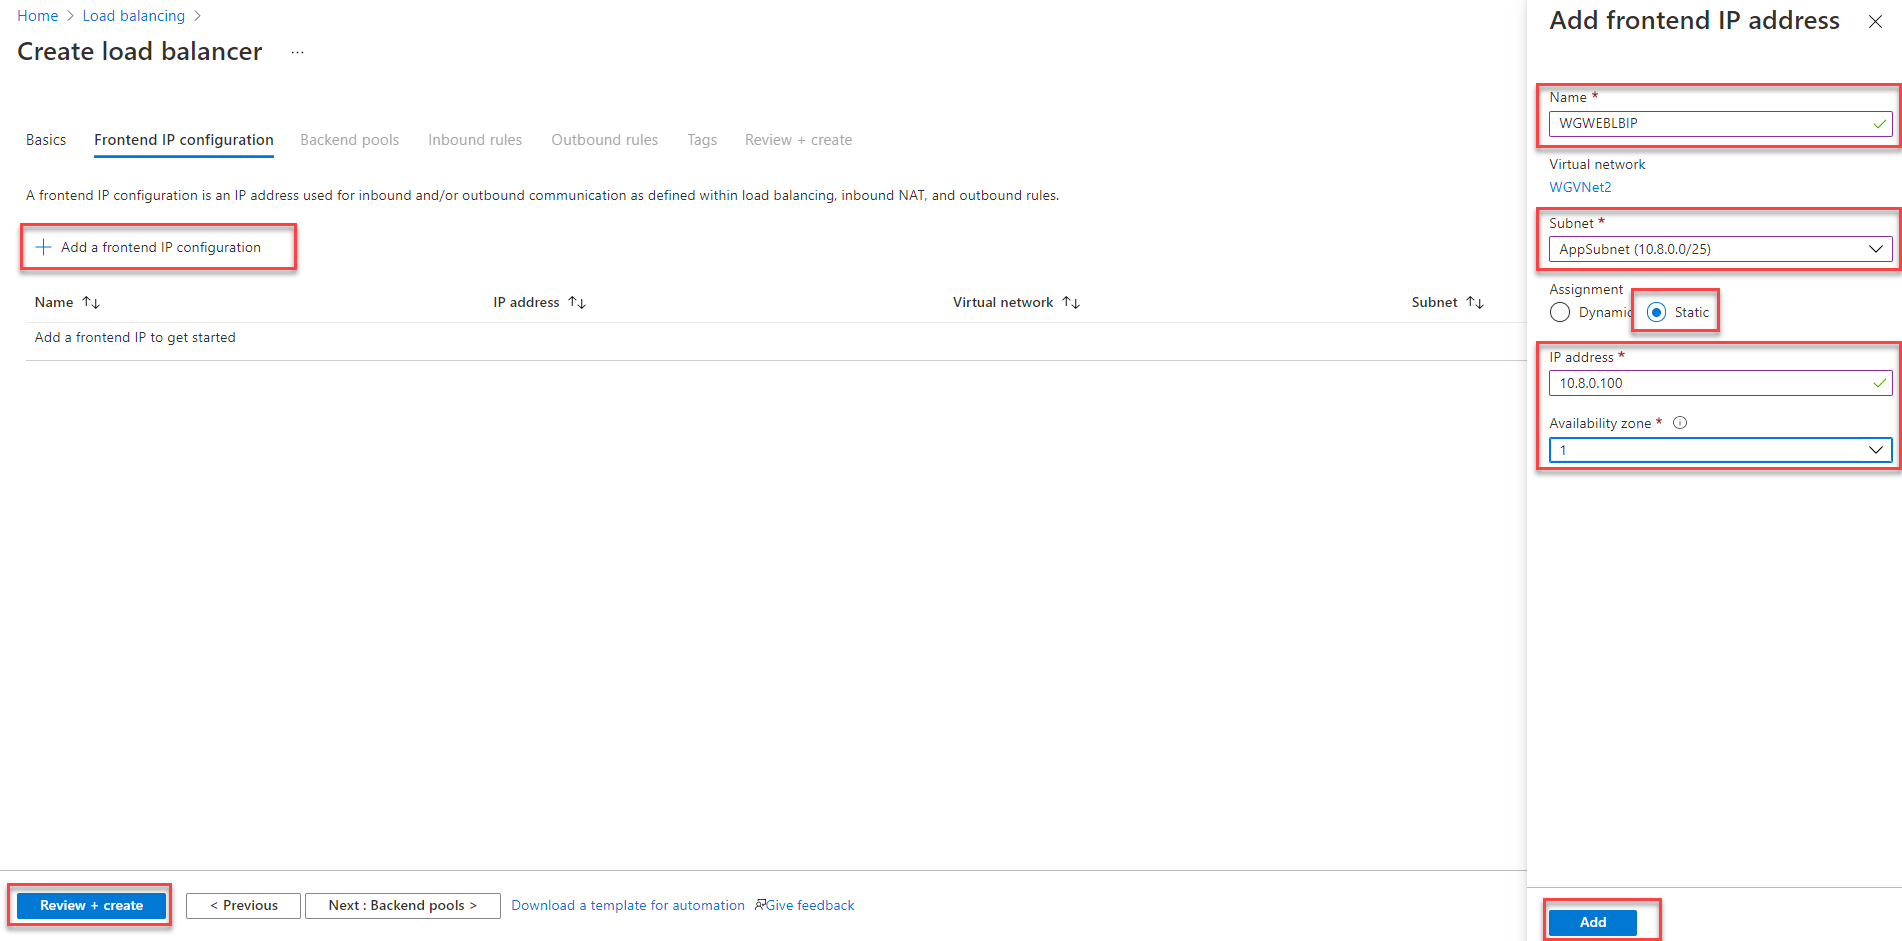 Home > Load balancing >
Create load balancer ...
Basics Frontend IP configuration Backend pools Inbound rules Outbound rules Tags Review + create
A frontend IP configuration is an IP address used for inbound and/or outbound communication as defined within load balancing, inbound NAT, and outbound rules.
+ Add a frontend IP configuration
Name ↑↓ IP address ↑↓ Virtual network ↑↓ Subnet ↑↓
Add a frontend IP to get started
Review + create < Previous Next : Backend pools > Download a template for automation Give feedback
Add frontend IP address
Name *
WGWEBLBIP
Virtual network
WGVNet2
Subnet *
AppSubnet (10.8.0.0/25)
Assignment
Dynamic Static
IP address *
10.8.0.100
Availability zone *
1
Add